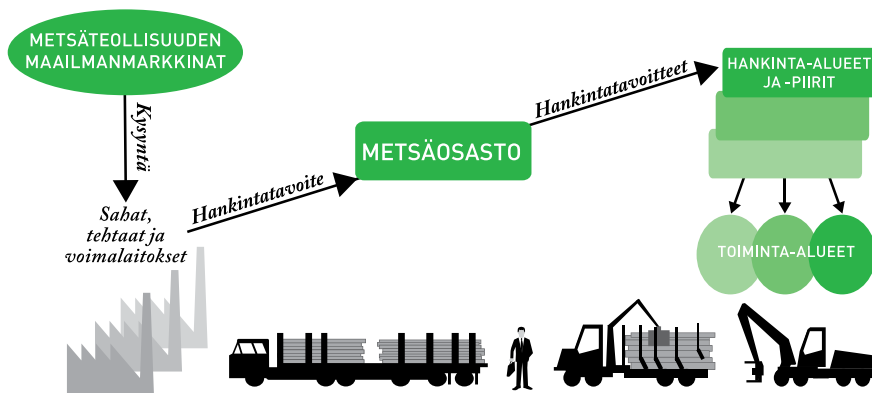 METSÄTEOLLISUUDEN
MAAILMANMARKKINAT
Kysyntä
Sahat,
tehtaat ja
voimalaitokset
Hankintatavoite
METSÄOSASTO
Hankintatavoitteet
HANKINTA-ALUEET
JA -PIIRIT
TOIMINTA-ALUEET